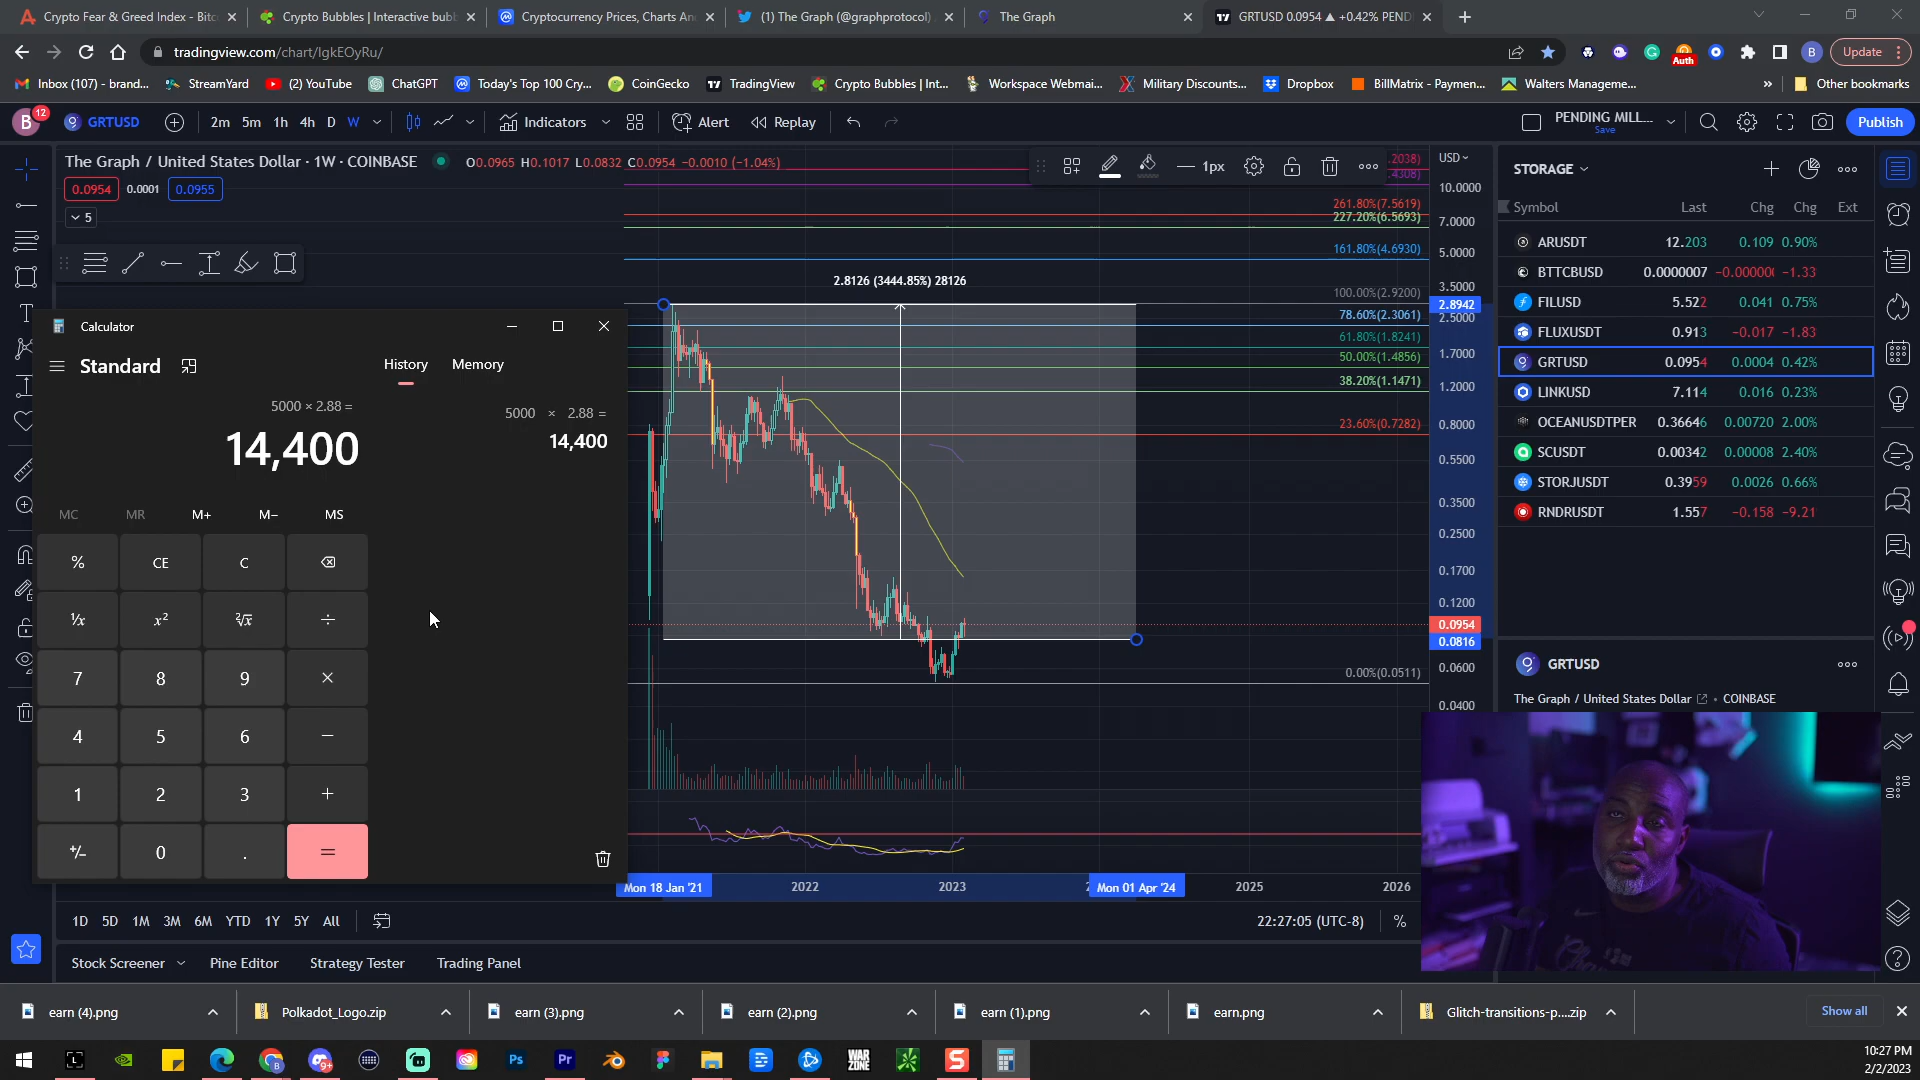 Crypto Fear & Greed Index - Bitc
Crypto Bubbles | Interactive bubb
Cryptocurrency Prices, Charts An
(1) The Graph (@graphprotocol)
The Graph
GRTUSD 0.0954 ▲ +0.42% PEND
tradingview.com/chart/IgkEOyRu/
Auth
B
Update
Inbox (107) - brand...
StreamYard
(2) YouTube
ChatGPT
Today's Top 100 Cry...
CoinGecko
TradingView
Crypto Bubbles | Int...
Workspace Webmai...
Military Discounts...
Dropbox
BillMatrix - Paymen...
Walters Manageme...
»
Other bookmarks
B
12
GRTUSD
2m 5m 1h 4h D W
Indicators
Alert
Replay
PENDING MILL...
Save
Publish
The Graph / United States Dollar · 1W · COINBASE
O0.0965 H0.1017 L0.0832 C0.0954 −0.0010 (−1.04%)
0.0954 0.0001 0.0955
5
1px
USD
10.0000
7.0000
5.0000
3.5000
2.8942
2.5000
1.7000
1.2000
0.8000
0.5500
0.3500
0.2500
0.1700
0.1200
0.0954
0.0816
0.0600
0.0400
261.80%(7.5619)
227.20%(6.5693)
161.80%(4.6930)
2.8126 (3444.85%) 28126
100.00%(2.9200)
78.60%(2.3061)
61.80%(1.8241)
50.00%(1.4856)
38.20%(1.1471)
23.60%(0.7282)
0.00%(0.0511)
Calculator
Standard
History Memory
5000 × 2.88 =
14,400
5000 × 2.88 =
14,400
MC MR M+ M− MS
% CE C
¹/x x² ²√x ÷
7 8 9 ×
4 5 6 −
1 2 3 +
+/− 0 . =
Mon 18 Jan '21
2022
2023
Mon 01 Apr '24
2025
2026
1D 5D 1M 3M 6M YTD 1Y 5Y All
22:27:05 (UTC-8)
%
Stock Screener
Pine Editor
Strategy Tester
Trading Panel
STORAGE
Symbol Last Chg Chg Ext
ARUSDT 12.203 0.109 0.90%
BTTCBUSD 0.0000007 −0.000000 −1.33
FILUSD 5.522 0.041 0.75%
FLUXUSDT 0.913 −0.017 −1.83
GRTUSD 0.0954 0.0004 0.42%
LINKUSD 7.114 0.016 0.23%
OCEANUSDTPER 0.36646 0.00720 2.00%
SCUSDT 0.00342 0.00008 2.40%
STORJUSDT 0.3959 0.0026 0.66%
RNDRUSDT 1.557 −0.158 −9.21
GRTUSD
The Graph / United States Dollar · COINBASE
earn (4).png
Polkadot_Logo.zip
earn (3).png
earn (2).png
earn (1).png
earn.png
Glitch-transitions-p....zip
Show all
L
9+
Ps
Pr
WAR
ZONE
S
10:27 PM
2/2/2023